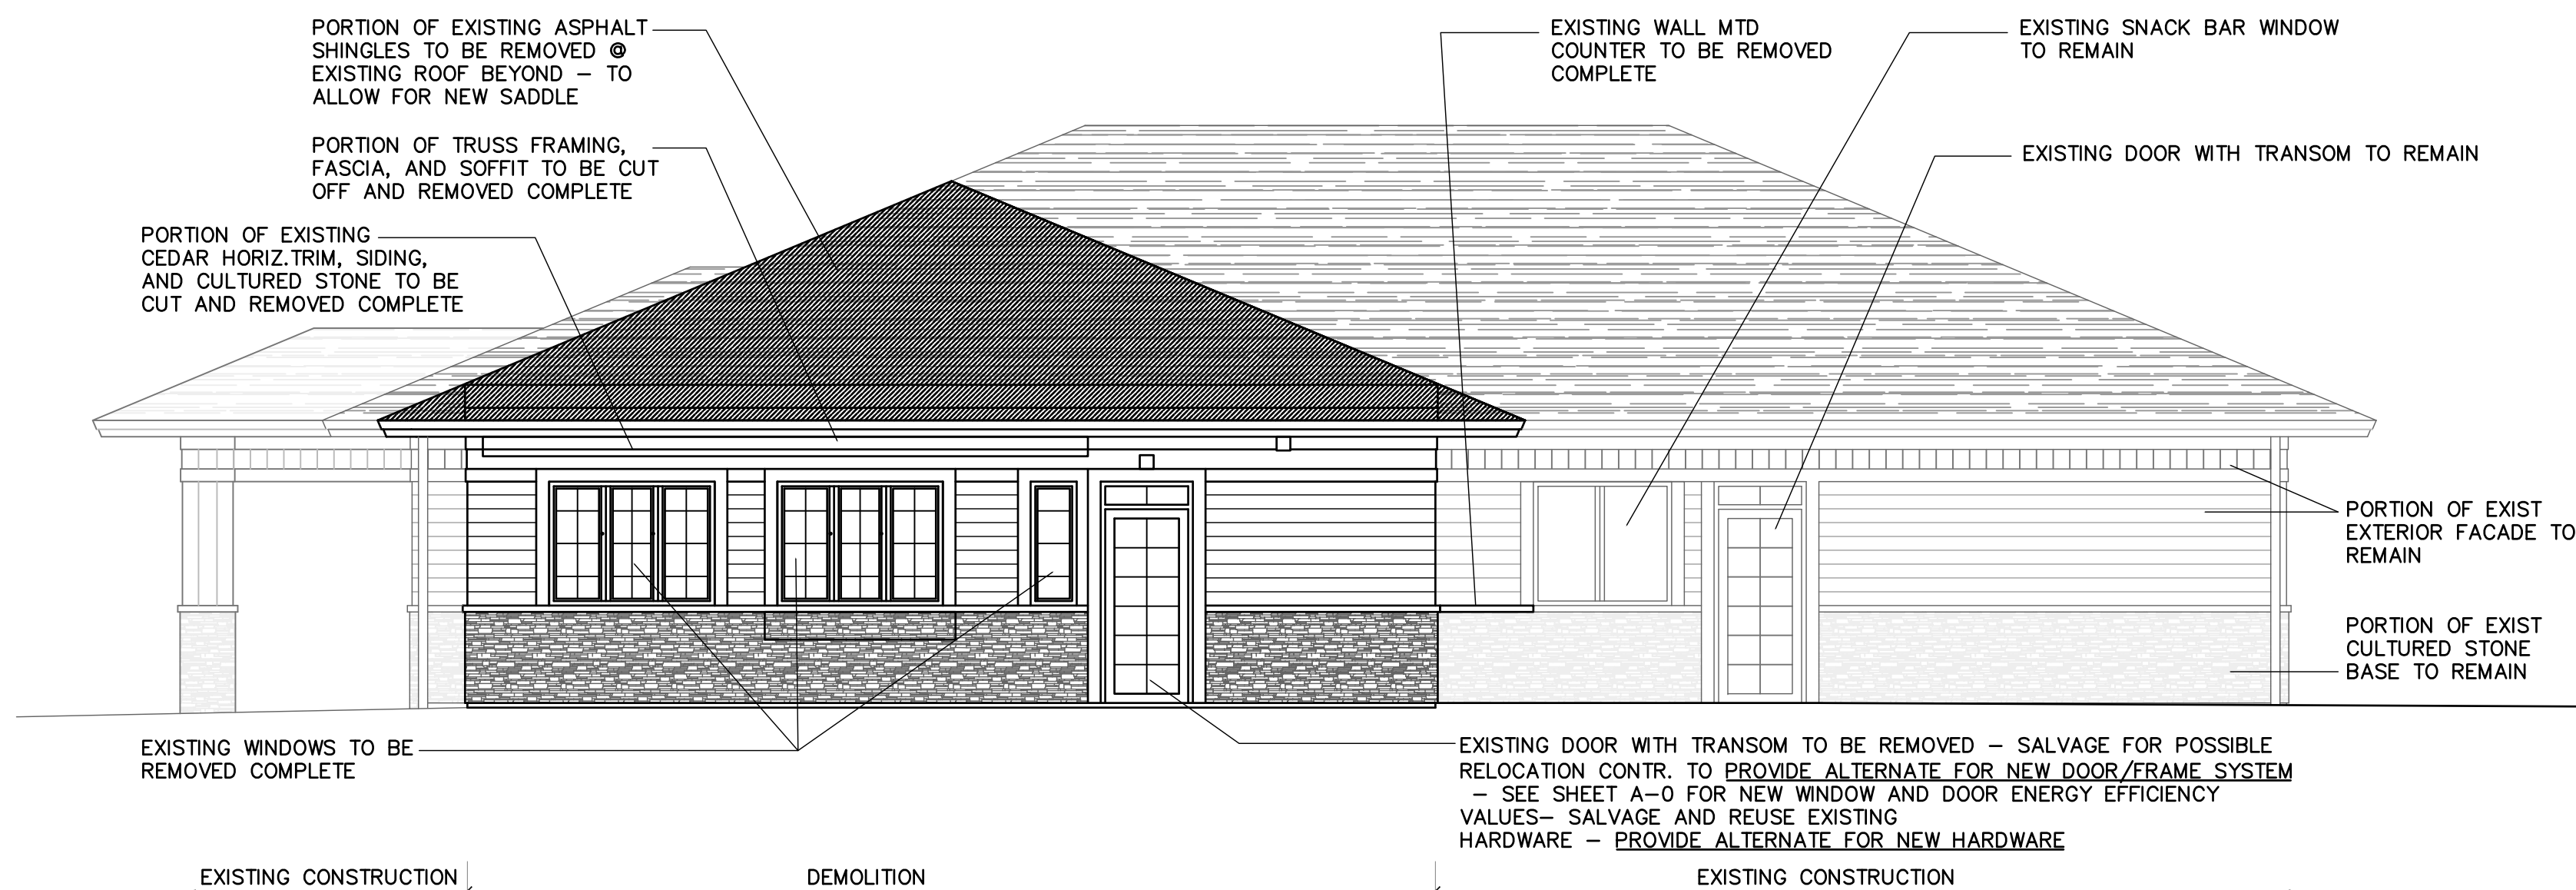 PORTION OF EXISTING ASPHALT
SHINGLES TO BE REMOVED @
EXISTING ROOF BEYOND – TO
ALLOW FOR NEW SADDLE
PORTION OF TRUSS FRAMING,
FASCIA, AND SOFFIT TO BE CUT
OFF AND REMOVED COMPLETE
PORTION OF EXISTING
CEDAR HORIZ.TRIM, SIDING,
AND CULTURED STONE TO BE
CUT AND REMOVED COMPLETE
EXISTING WALL MTD
COUNTER TO BE REMOVED
COMPLETE
EXISTING SNACK BAR WINDOW
TO REMAIN
EXISTING DOOR WITH TRANSOM TO REMAIN
PORTION OF EXIST
EXTERIOR FACADE TO
REMAIN
PORTION OF EXIST
CULTURED STONE
BASE TO REMAIN
EXISTING WINDOWS TO BE
REMOVED COMPLETE
EXISTING DOOR WITH TRANSOM TO BE REMOVED – SALVAGE FOR POSSIBLE
RELOCATION CONTR. TO PROVIDE ALTERNATE FOR NEW DOOR/FRAME SYSTEM
– SEE SHEET A–0 FOR NEW WINDOW AND DOOR ENERGY EFFICIENCY
VALUES– SALVAGE AND REUSE EXISTING
HARDWARE – PROVIDE ALTERNATE FOR NEW HARDWARE
EXISTING CONSTRUCTION
DEMOLITION
EXISTING CONSTRUCTION